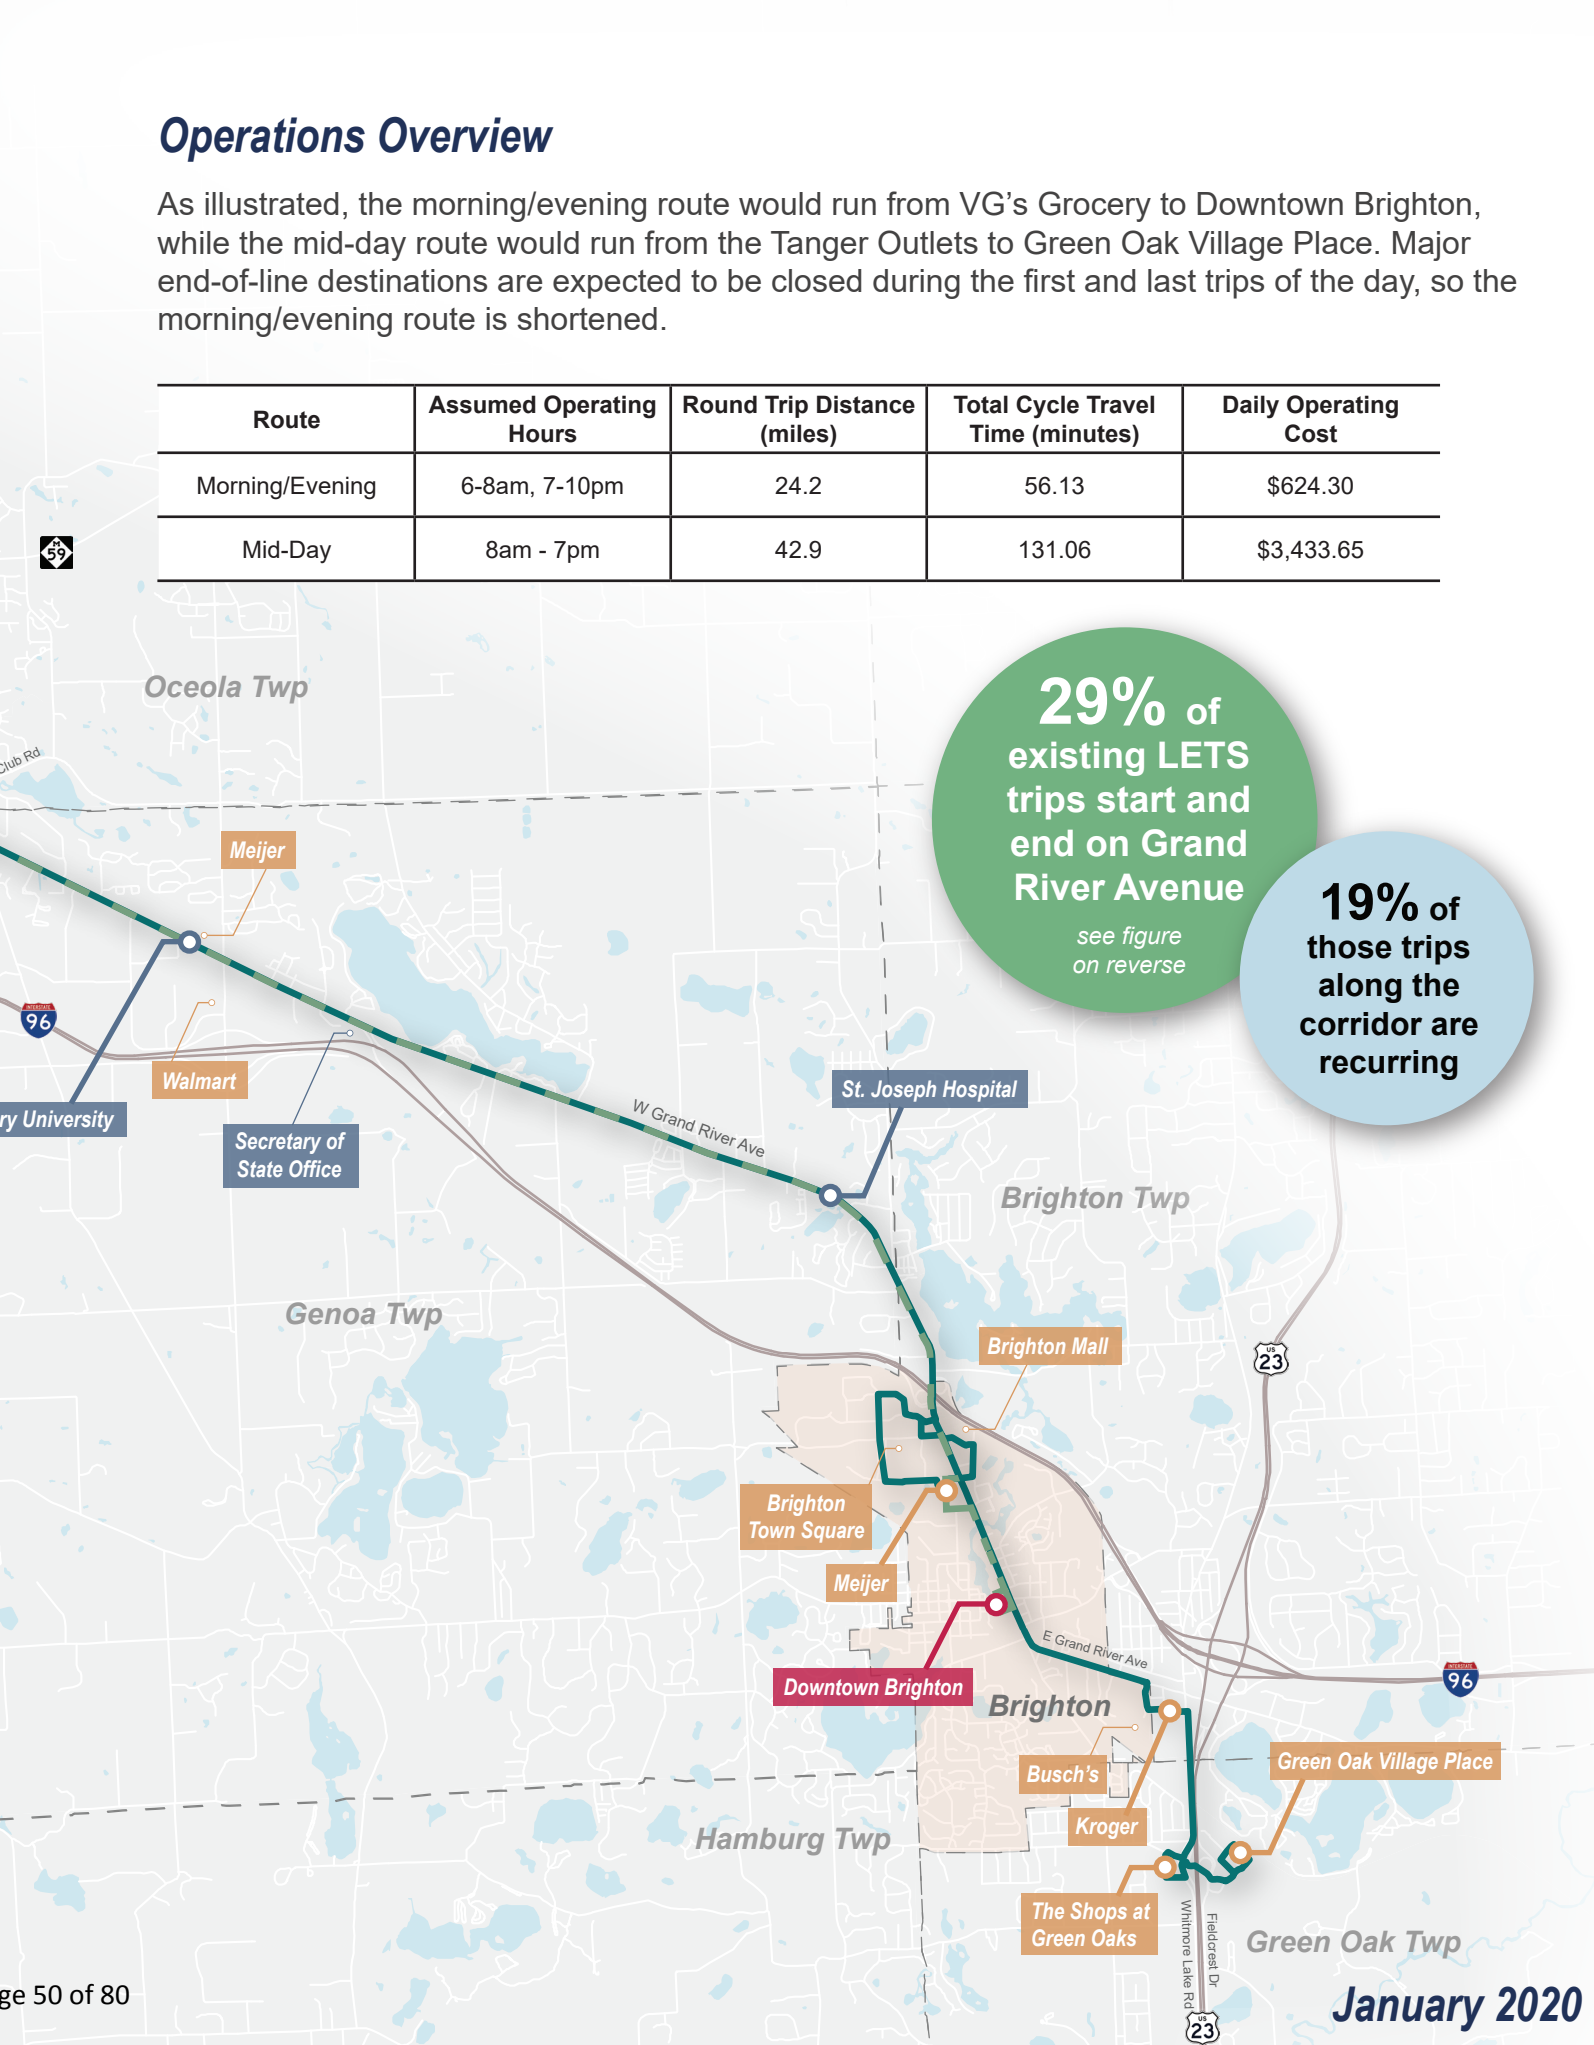 Operations Overview
As illustrated, the morning/evening route would run from VG's Grocery to Downtown Brighton,
while the mid-day route would run from the Tanger Outlets to Green Oak Village Place. Major
end-of-line destinations are expected to be closed during the first and last trips of the day, so the
morning/evening route is shortened.
Route
Assumed Operating
Hours
Round Trip Distance
(miles)
Total Cycle Travel
Time (minutes)
Daily Operating
Cost
Morning/Evening
6-8am, 7-10pm
24.2
56.13
$624.30
Mid-Day
8am - 7pm
42.9
131.06
$3,433.65
M
59
Oceola Twp
Club Rd
29% of
existing LETS
trips start and
end on Grand
River Avenue
see figure
on reverse
19% of
those trips
along the
corridor are
recurring
Meijer
INTERSTATE
96
Walmart
ry University
Secretary of
State Office
W Grand River Ave
St. Joseph Hospital
Brighton Twp
Genoa Twp
Brighton Mall
US
23
Brighton
Town Square
Meijer
Downtown Brighton
E Grand River Ave
Brighton
INTERSTATE
96
Busch's
Green Oak Village Place
Kroger
Hamburg Twp
The Shops at
Green Oaks
Whitmore Lake Rd
Fieldcrest Dr
Green Oak Twp
US
23
ge 50 of 80
January 2020